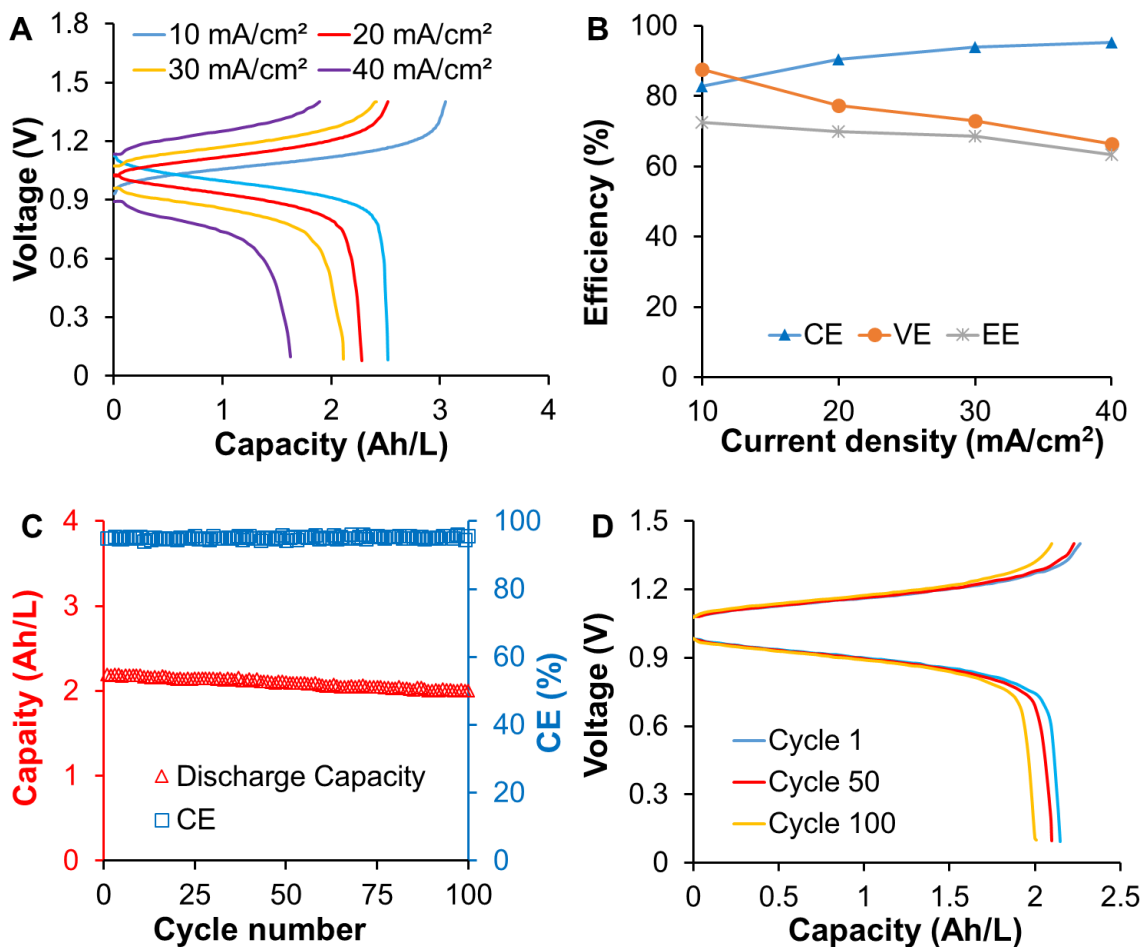 A
10 mA/cm²
20 mA/cm²
30 mA/cm²
40 mA/cm²
Voltage (V)
1.8
1.5
1.2
0.9
0.6
0.3
0
0 1 2 3 4
Capacity (Ah/L)
B
Efficiency (%)
100
80
60
40
20
0
CE VE EE
10 20 30 40
Current density (mA/cm²)
C
Capaity (Ah/L)
4
3
2
1
0
Discharge Capacity
CE
100
80
60
40
20
0
CE (%)
0 25 50 75 100
Cycle number
D
Voltage (V)
1.5
1.2
0.9
0.6
0.3
0
Cycle 1
Cycle 50
Cycle 100
0 0.5 1 1.5 2 2.5
Capacity (Ah/L)